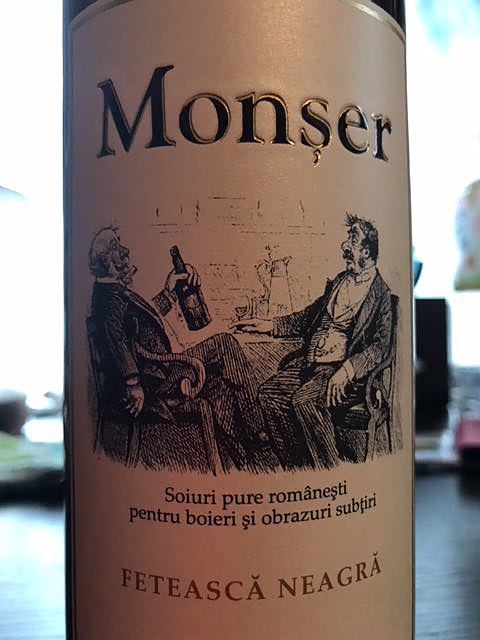 Monșer
Soiuri pure românești
pentru boieri și obrazuri subțiri
FETEASCĂ NEAGRĂ